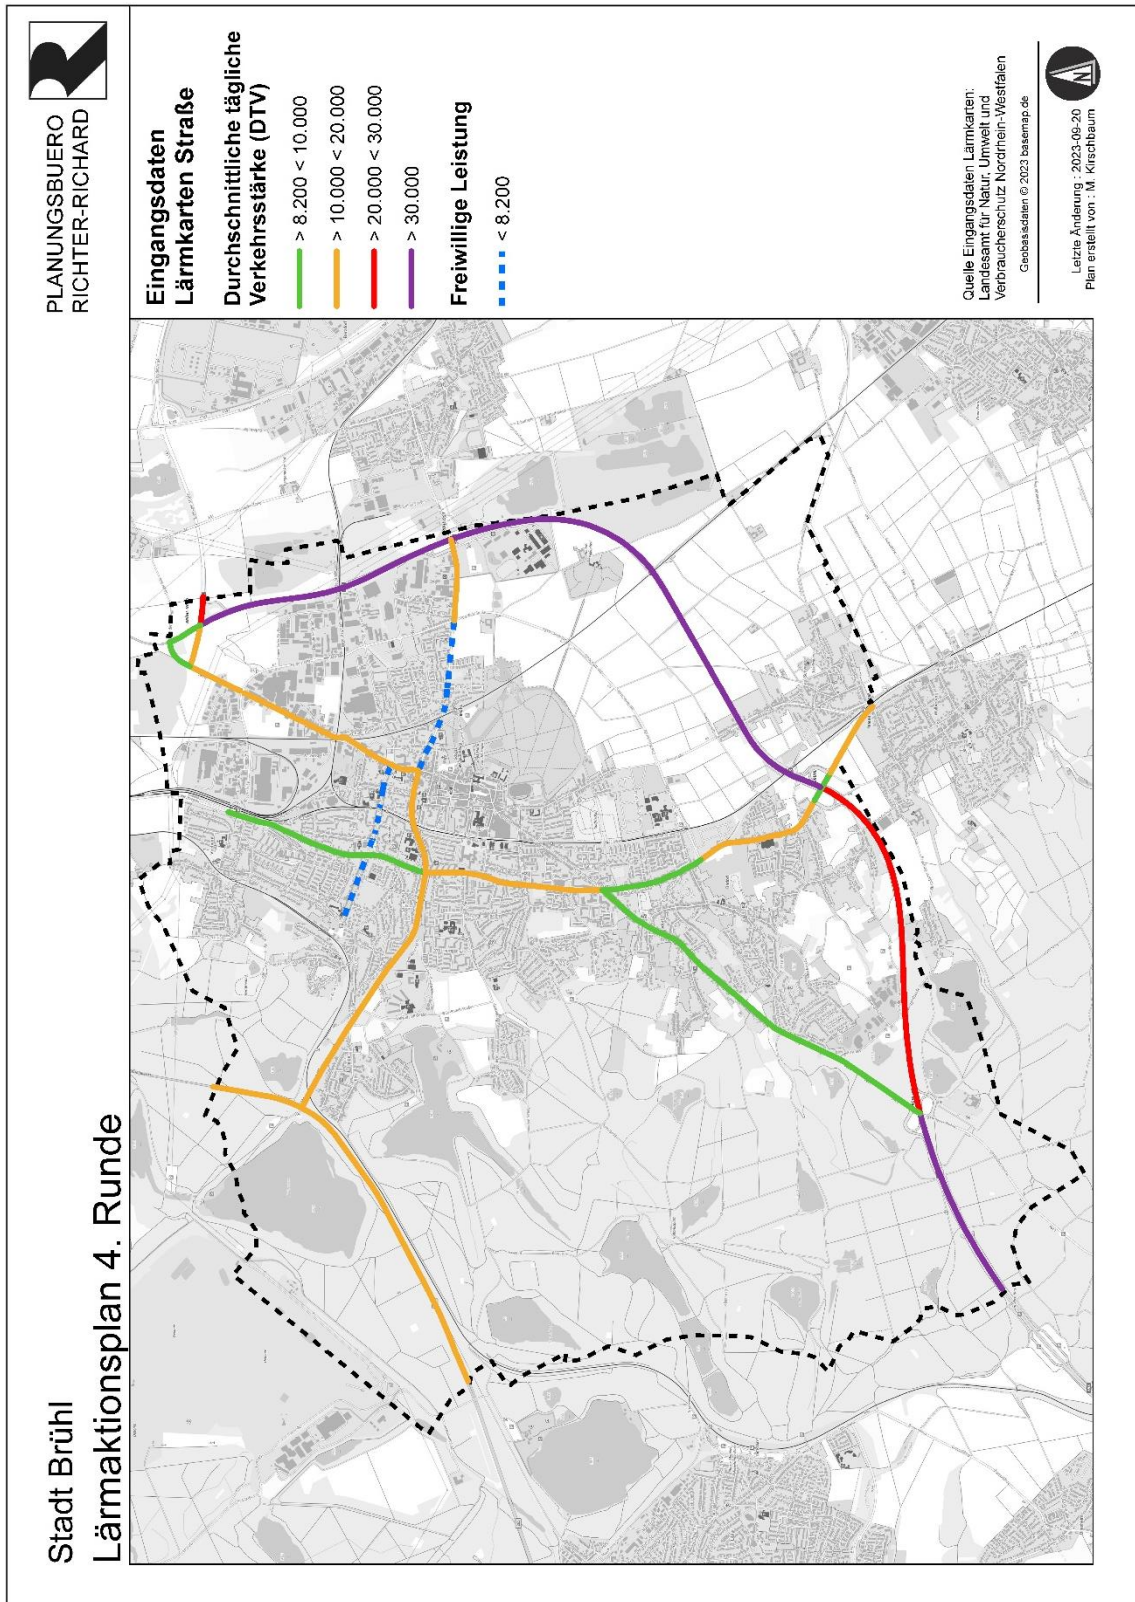 Stadt Brühl
Lärmaktionsplan 4. Runde
PLANUNGSBUERO
RICHTER-RICHARD
Eingangsdaten
Lärmkarten Straße
Durchschnittliche tägliche
Verkehrsstärke (DTV)
> 8.200 < 10.000
> 10.000 < 20.000
> 20.000 < 30.000
> 30.000
Freiwillige Leistung
< 8.200
Quelle Eingangsdaten Lärmkarten:
Landesamt für Natur, Umwelt und
Verbraucherschutz Nordrhein-Westfalen
Geobasisdaten © 2023 basemap.de
N
Letzte Änderung : 2023-09-20
Plan erstellt von : M. Kirschbaum